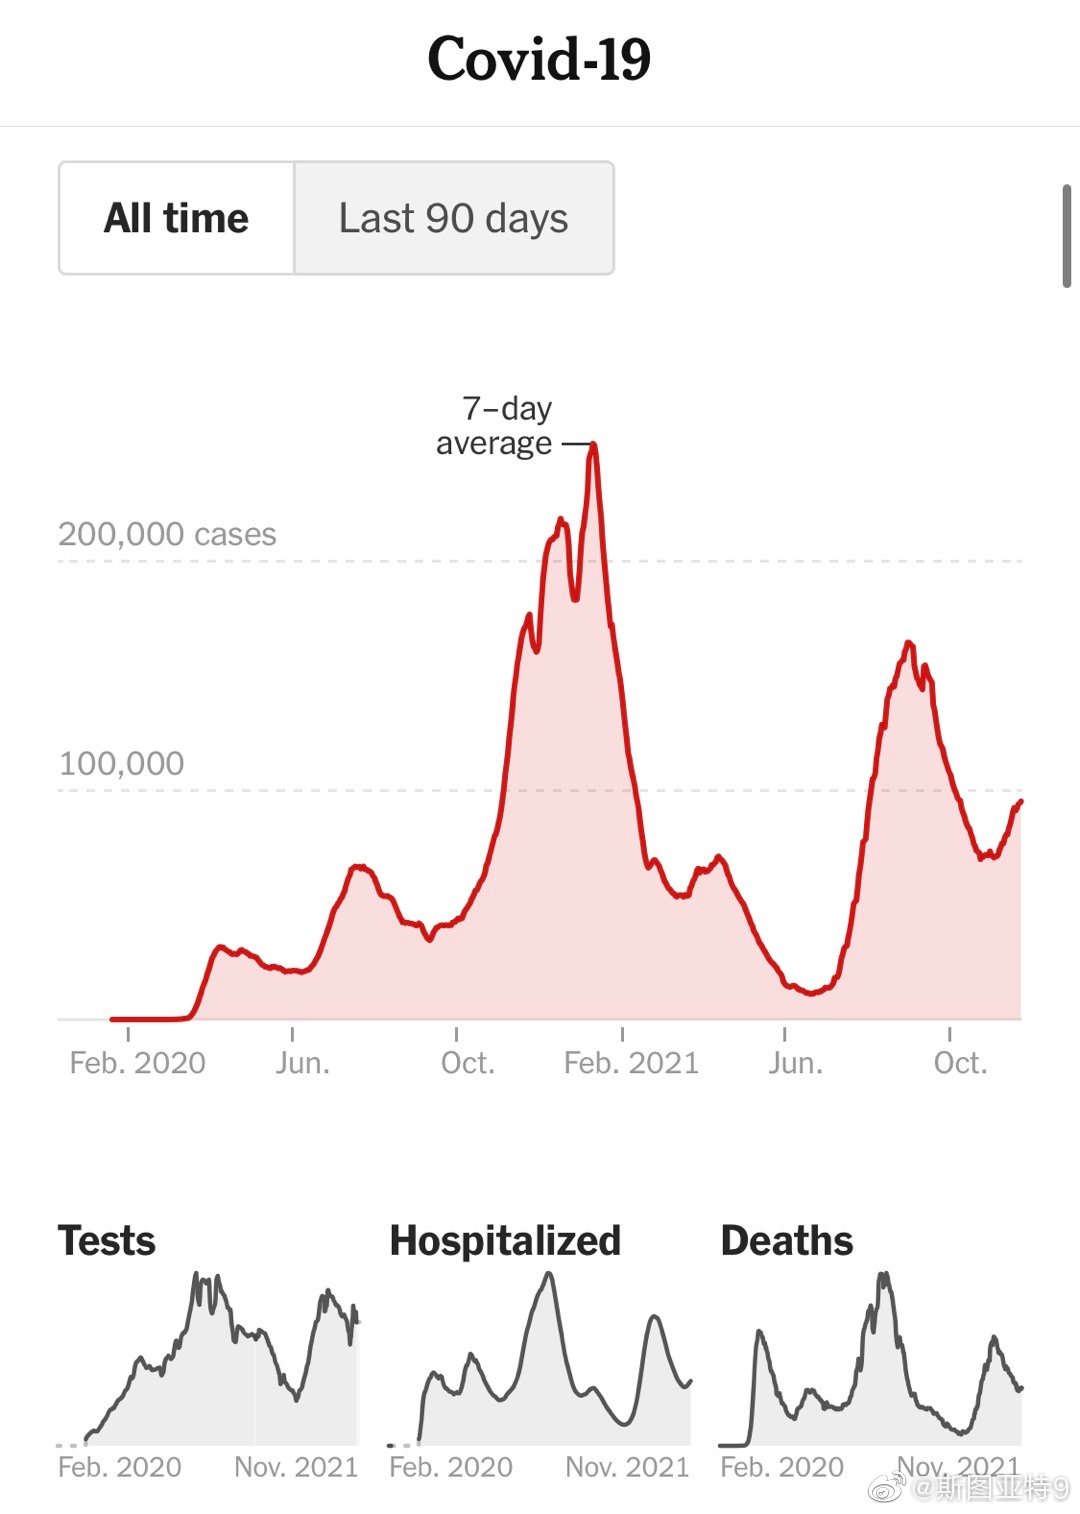 Covid-19
All time
Last 90 days
7–day
average
200,000 cases
100,000
Feb. 2020
Jun.
Oct.
Feb. 2021
Jun.
Oct.
Tests
Hospitalized
Deaths
Feb. 2020
Nov. 2021
Feb. 2020
Nov. 2021
Feb. 2020
Nov. 2021
@斯图亚特9